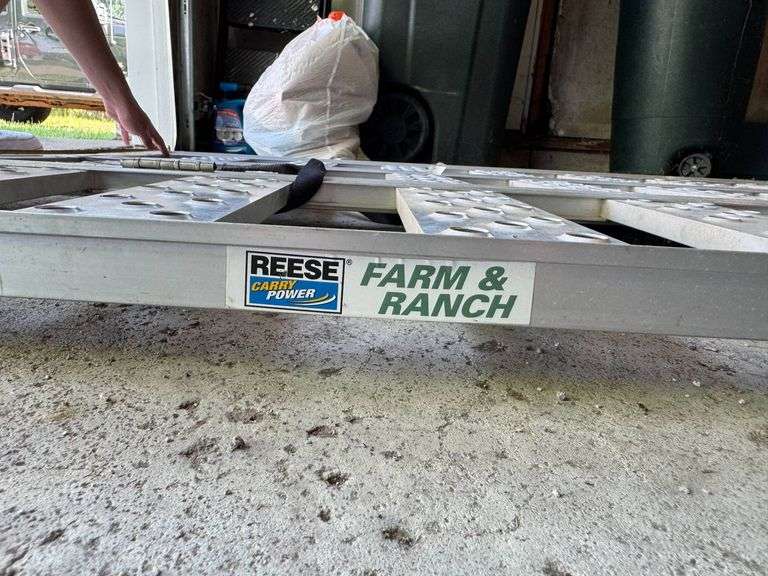 REESE®
CARRY
POWER
FARM &
RANCH